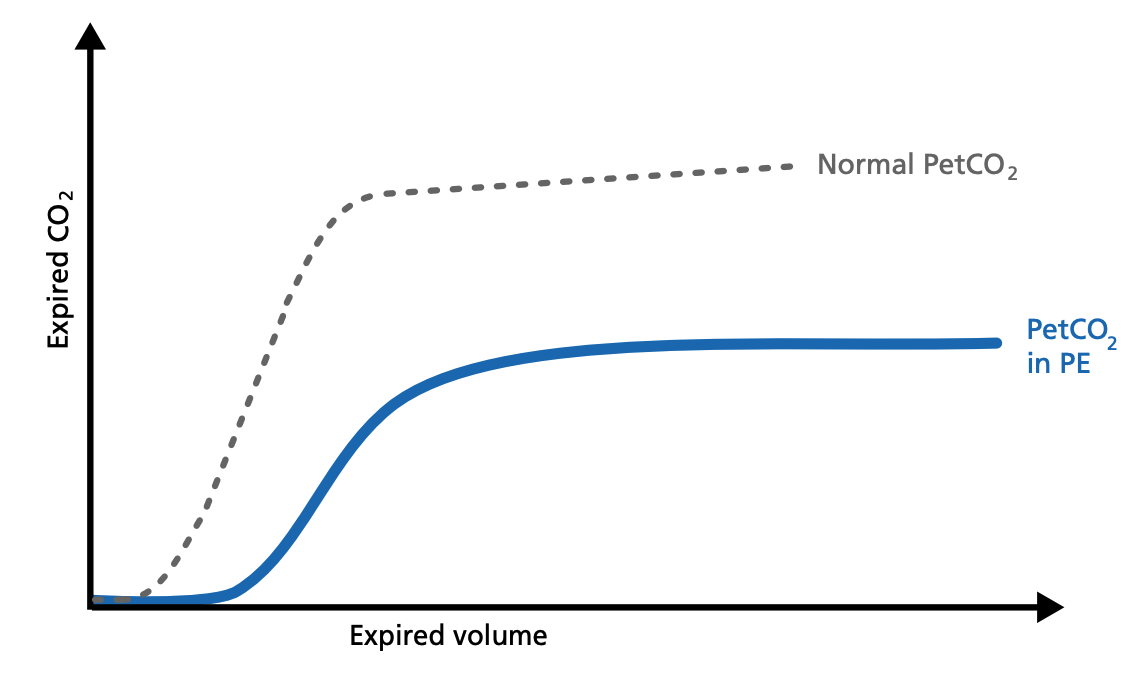 Normal PetCO₂
Expired CO₂
PetCO₂
in PE
Expired volume